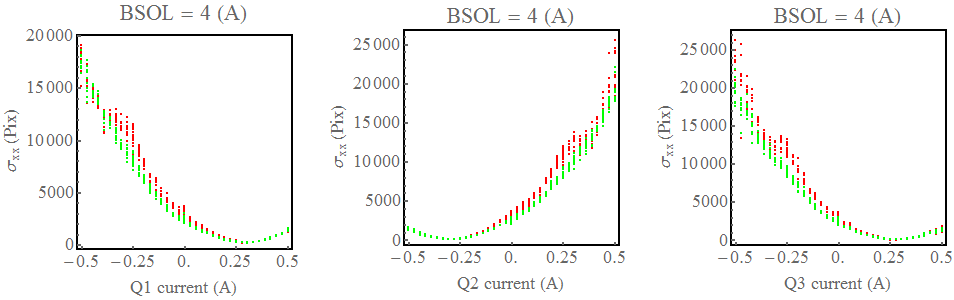 BSOL = 4 (A)
20 000
15 000
10 000
5000
0
σxx (Pix)
−0.5 −0. 25 0. 0.25 0.5
Q1 current (A)
BSOL = 4 (A)
25 000
20 000
15 000
10 000
5000
0
σxx (Pix)
−0.5 −0. 25 0. 0.25 0.5
Q2 current (A)
BSOL = 4 (A)
25 000
20 000
15 000
10 000
5000
0
σxx (Pix)
−0.5 −0. 25 0. 0.25 0.5
Q3 current (A)